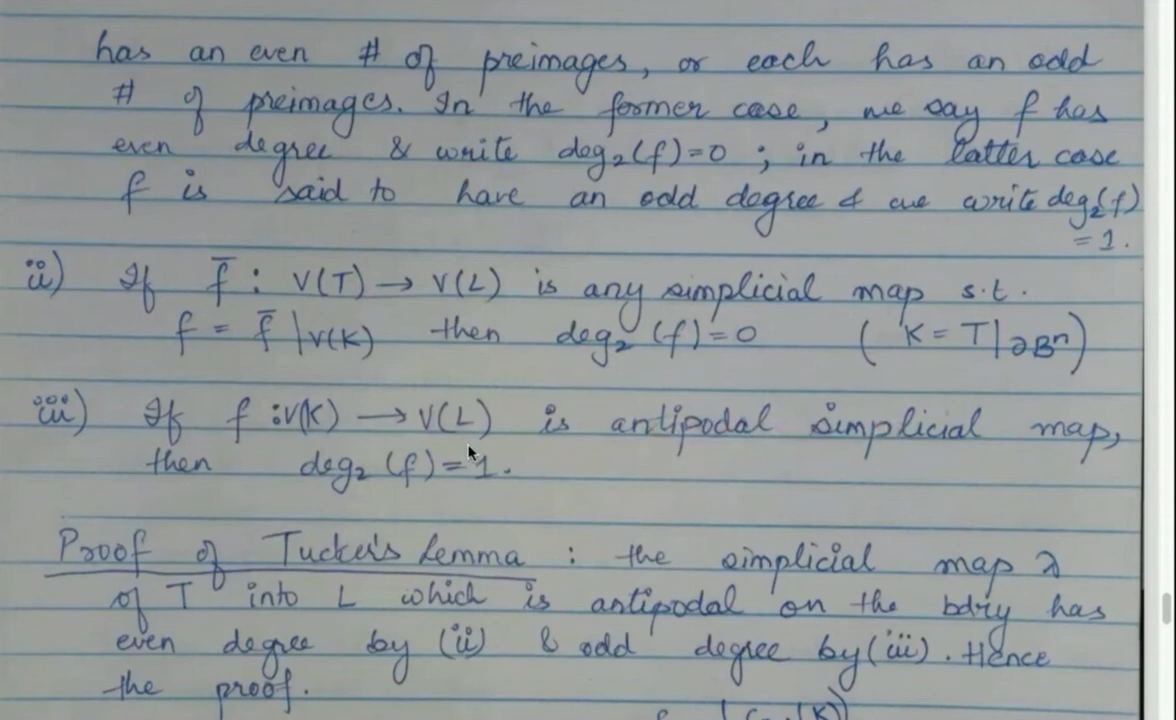 has an even # of preimages, or each has an odd
# of preimages. In the former case, we say f has
even degree & write deg₂(f)=0 ; in the latter case
f is said to have an odd degree & we write deg₂(f)
= 1.
ii) If f̄ : V(T) → V(L) is any simplicial map s.t.
f = f̄ |V(K) then deg₂ (f)=0 ( K = T|∂Bⁿ)
iii) If f : V(K) → V(L) is antipodal simplicial map,
then deg₂ (f) = 1.
Proof of Tucker's Lemma : the simplicial map λ
of T into L which is antipodal on the bdry has
even degree by (ii) & odd degree by (iii). Hence
the proof.